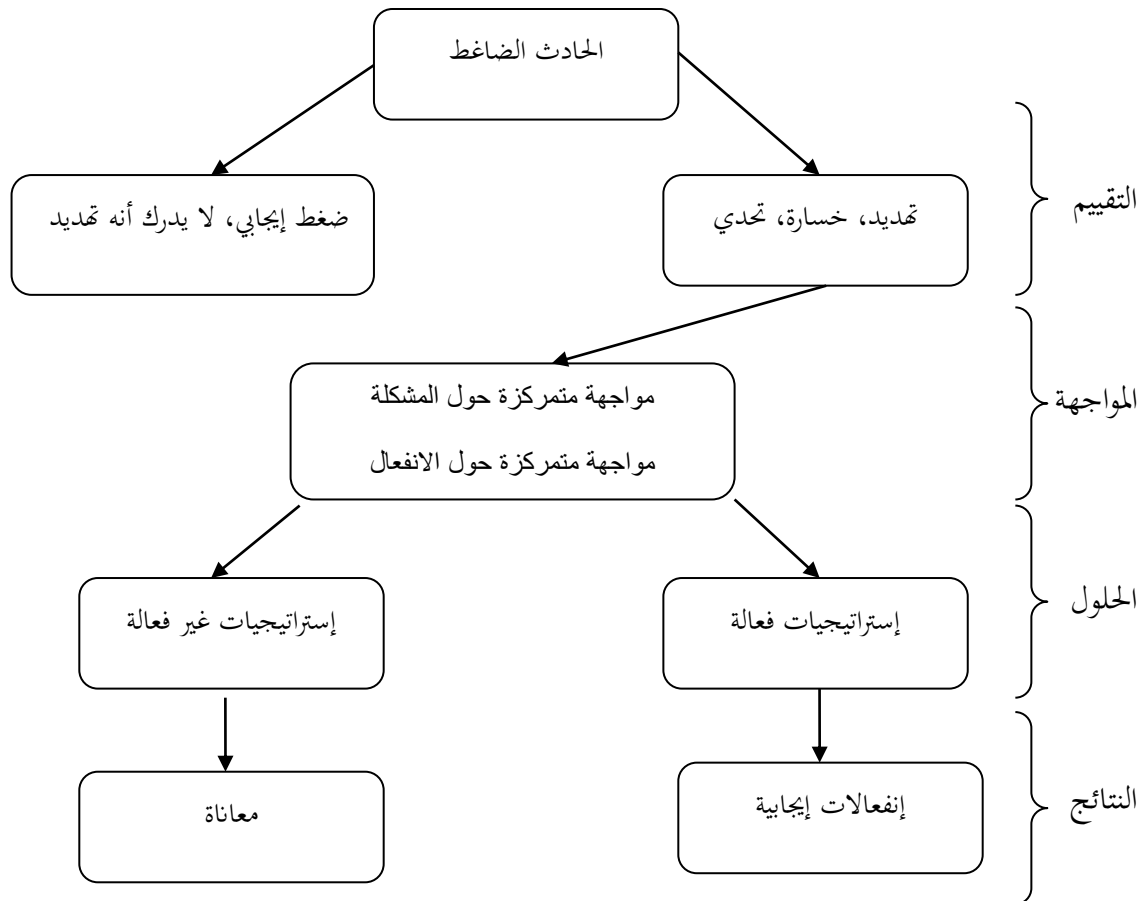 الحادث الضاغط
التقييم
تهديد، خسارة، تحدي
ضغط إيجابي، لا يدرك أنه تهديد
المواجهة
مواجهة متمركزة حول المشكلة
مواجهة متمركزة حول الانفعال
الحلول
إستراتيجيات فعالة
إستراتيجيات غير فعالة
النتائج
إنفعالات إيجابية
معاناة